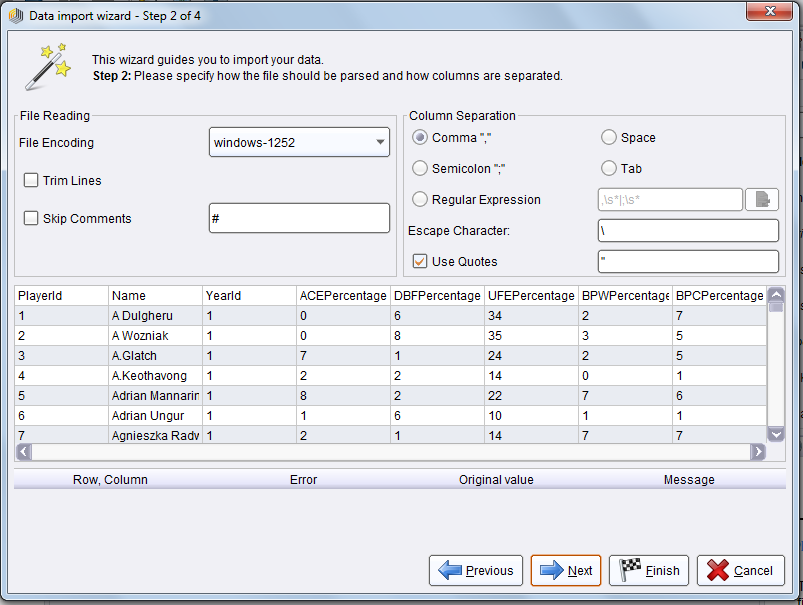 Data import wizard - Step 2 of 4
This wizard guides you to import your data.
Step 2: Please specify how the file should be parsed and how columns are separated.
File Reading
File Encoding windows-1252
Trim Lines
Skip Comments #
Column Separation
Comma "," Space
Semicolon ";" Tab
Regular Expression ,\s*|;\s*
Escape Character: \
Use Quotes "
PlayerId Name YearId ACEPercentage DBFPercentage UFEPercentage BPWPercentage BPCPercentage
1 A Dulgheru 1 0 6 34 2 7
2 A Wozniak 1 0 8 35 3 5
3 A.Glatch 1 7 1 24 2 5
4 A.Keothavong 1 2 2 14 0 1
5 Adrian Mannarin 1 8 2 22 7 6
6 Adrian Ungur 1 1 6 10 1 1
7 Agnieszka Radw 1 2 1 14 7 7
Row, Column Error Original value Message
Previous Next Finish Cancel